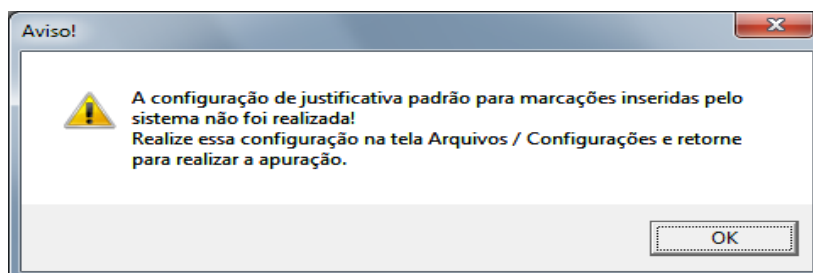 Aviso!
A configuração de justificativa padrão para marcações inseridas pelo
sistema não foi realizada!
Realize essa configuração na tela Arquivos / Configurações e retorne
para realizar a apuração.
OK